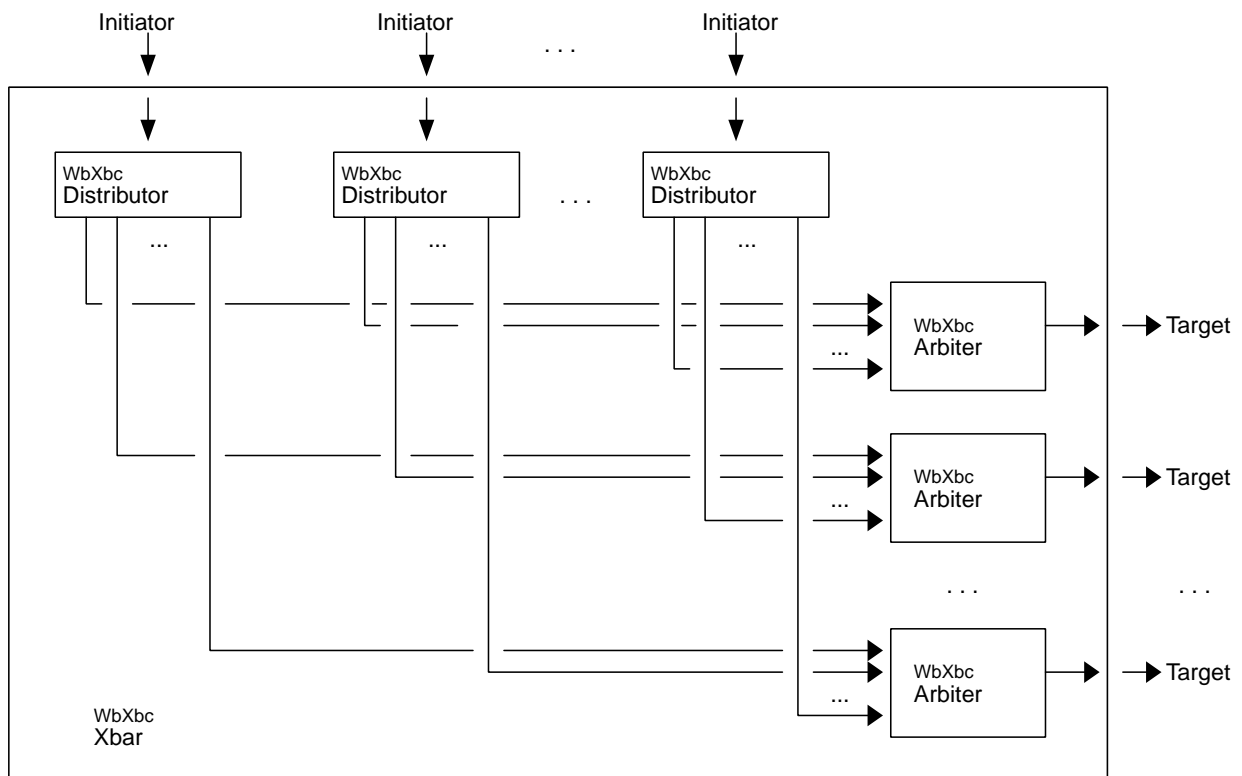 Initiator
Initiator
. . .
Initiator
WbXbc
Distributor
WbXbc
Distributor
. . .
WbXbc
Distributor
...
...
...
WbXbc
Arbiter
...
Target
WbXbc
Arbiter
...
Target
. . .
. . .
WbXbc
Arbiter
...
Target
WbXbc
Xbar